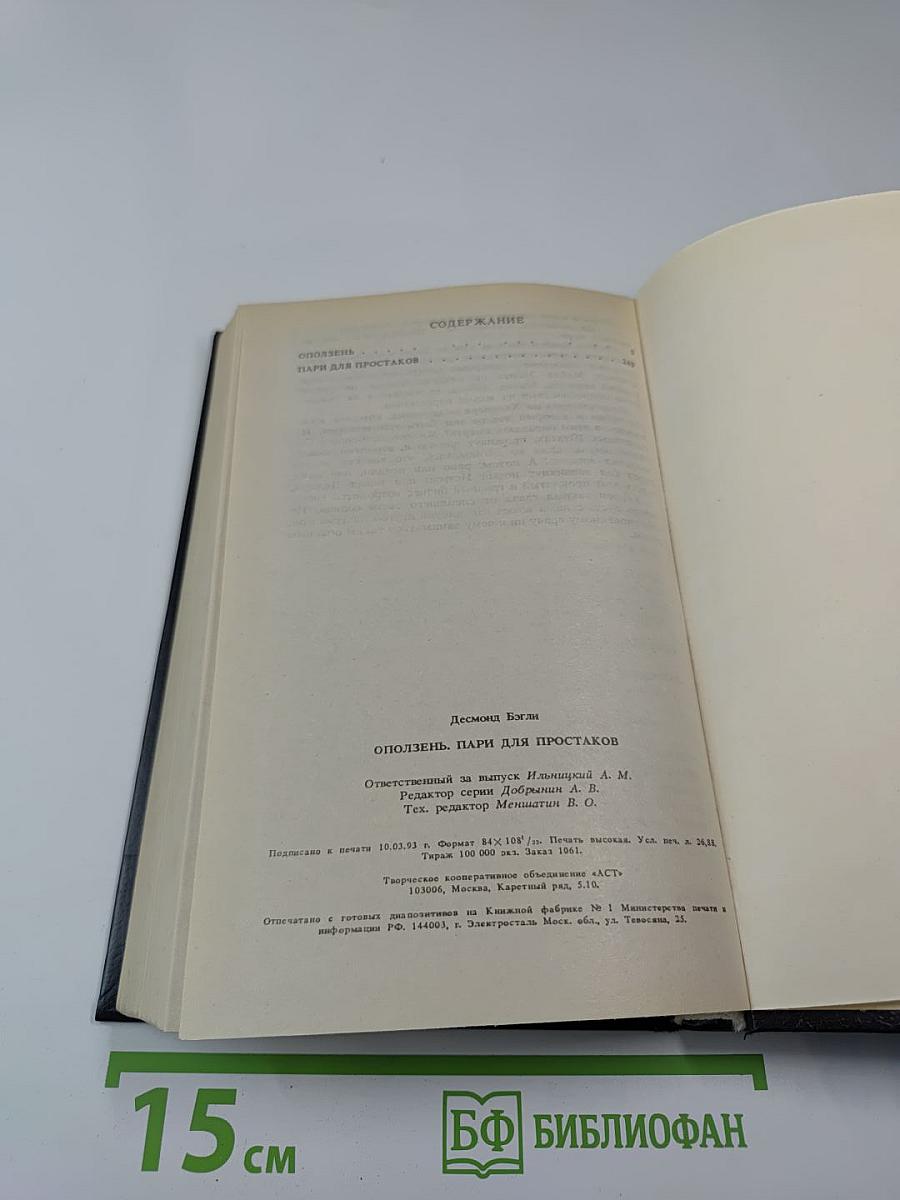 СОДЕРЖАНИЕ
ОПОЛЗЕНЬ . . . . . . . . . . . 5
ПАРИ ДЛЯ ПРОСТАКОВ . . . . . . . . . . . . . . . 249
Десмонд Бэгли
ОПОЛЗЕНЬ. ПАРИ ДЛЯ ПРОСТАКОВ
Ответственный за выпуск Ильницкий А. М.
Редактор серии Добрынин А. В.
Тех. редактор Меншатин В. О.
Подписано к печати 10.03.93 г. Формат 84×108¹/₃₂. Печать высокая. Усл. печ. л. 26,88.
Тираж 100 000 экз. Заказ 1061.
Творческое кооперативное объединение «АСТ»
103006, Москва, Каретный ряд, 5.10.
Отпечатано с готовых диапозитивов на Книжной фабрике № 1 Министерства печати и
информации РФ. 144003, г. Электросталь Моск. обл., ул. Тевосяна, 25.
15 см
БФ БИБЛИОФАН